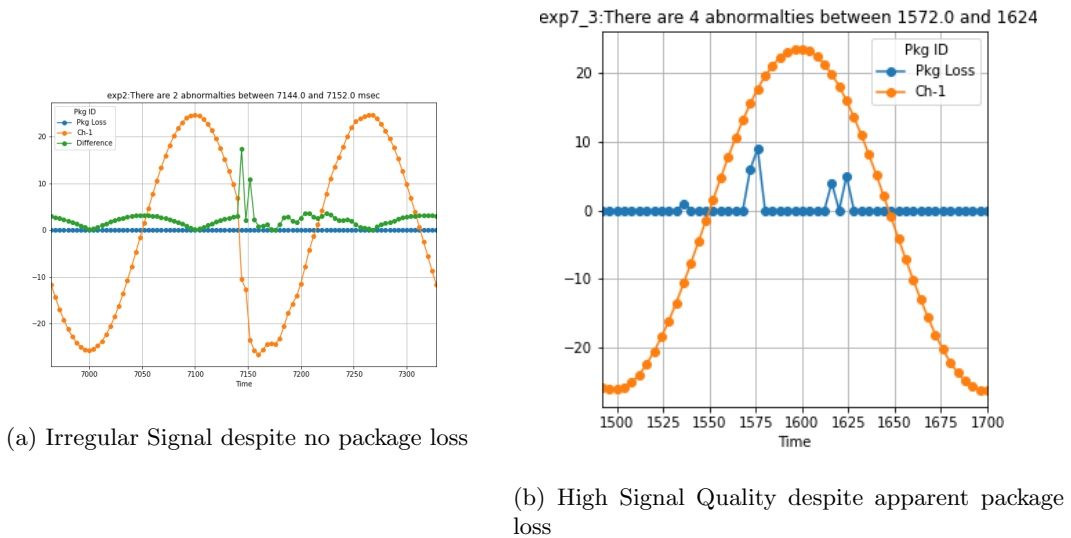 exp2:There are 2 abnormalties between 7144.0 and 7152.0 msec
Pkg ID
Pkg Loss
Ch-1
Difference
20
10
0
−10
−20
7000 7050 7100 7150 7200 7250 7300
Time
(a) Irregular Signal despite no package loss
exp7_3:There are 4 abnormalties between 1572.0 and 1624
Pkg ID
Pkg Loss
Ch-1
20
10
0
−10
−20
1500 1525 1550 1575 1600 1625 1650 1675 1700
Time
(b) High Signal Quality despite apparent package
loss